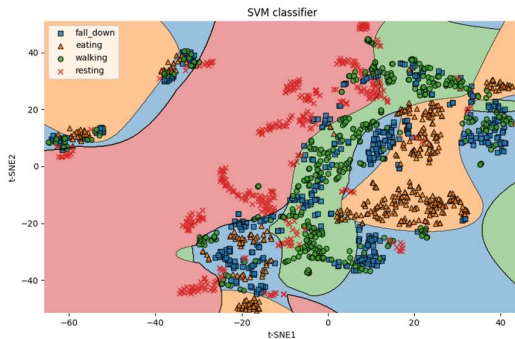 SVM classifier
fall_down
eating
walking
resting
t-SNE2
40
20
0
−20
−40
−60
−40
−20
0
20
40
t-SNE1